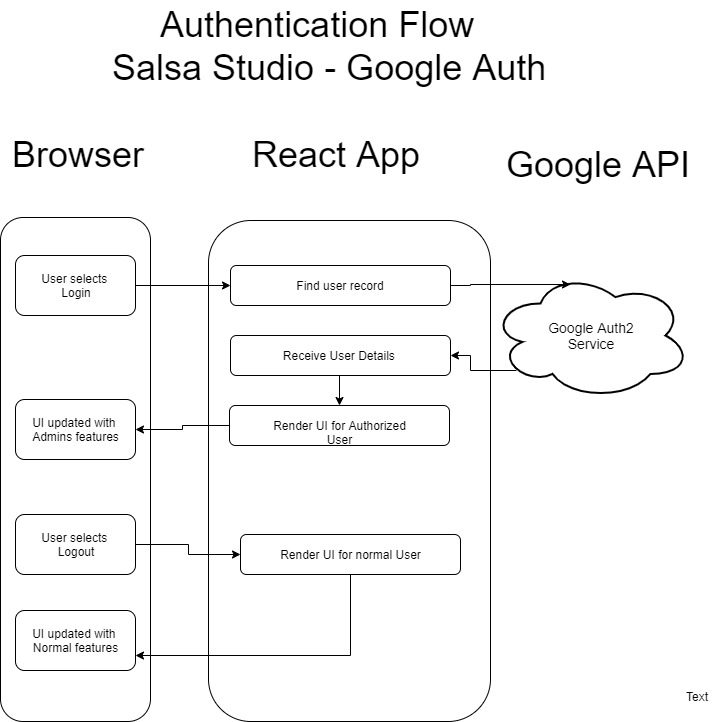 Authentication Flow
Salsa Studio - Google Auth
Browser
React App
Google API
User selects
Login
Find user record
Google Auth2
Service
Receive User Details
UI updated with
Admins features
Render UI for Authorized
User
User selects
Logout
Render UI for normal User
UI updated with
Normal features
Text